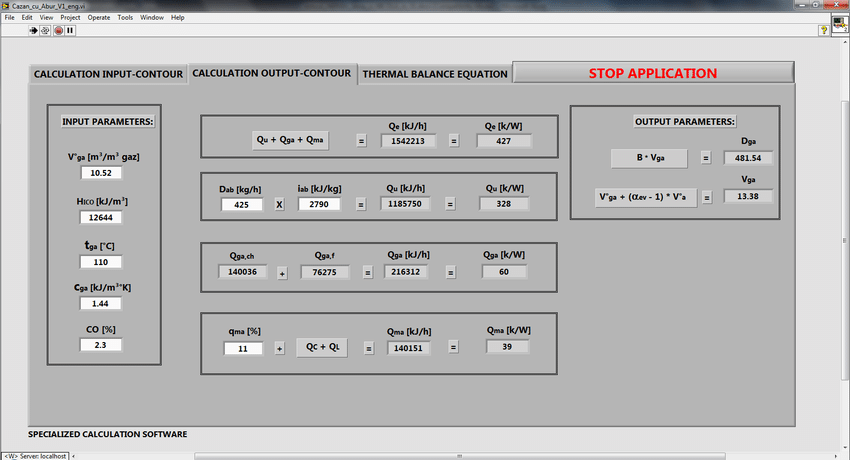 Cazan_cu_Abur_V1_eng.vi
File Edit View Project Operate Tools Window Help
CALCULATION INPUT-CONTOUR CALCULATION OUTPUT-CONTOUR THERMAL BALANCE EQUATION STOP APPLICATION
INPUT PARAMETERS:
V°ga [m³/m³ gaz]
10.52
HICO [kJ/m³]
12644
tga [°C]
110
cga [kJ/m³°K]
1.44
CO [%]
2.3
Qe [kJ/h] Qe [k/W]
Qu + Qga + Qma = 1542213 = 427
Dab [kg/h] iab [kJ/kg] Qu [kJ/h] Qu [k/W]
425 X 2790 = 1185750 = 328
Qga,ch Qga,f Qga [kJ/h] Qga [k/W]
140036 + 76275 = 216312 = 60
qma [%] Qma [kJ/h] Qma [k/W]
11 + QC + QL = 140151 = 39
OUTPUT PARAMETERS:
Dga
B * Vga = 481.54
Vga
V°ga + (αev - 1) * V°a = 13.38
SPECIALIZED CALCULATION SOFTWARE
<W> Server: localhost